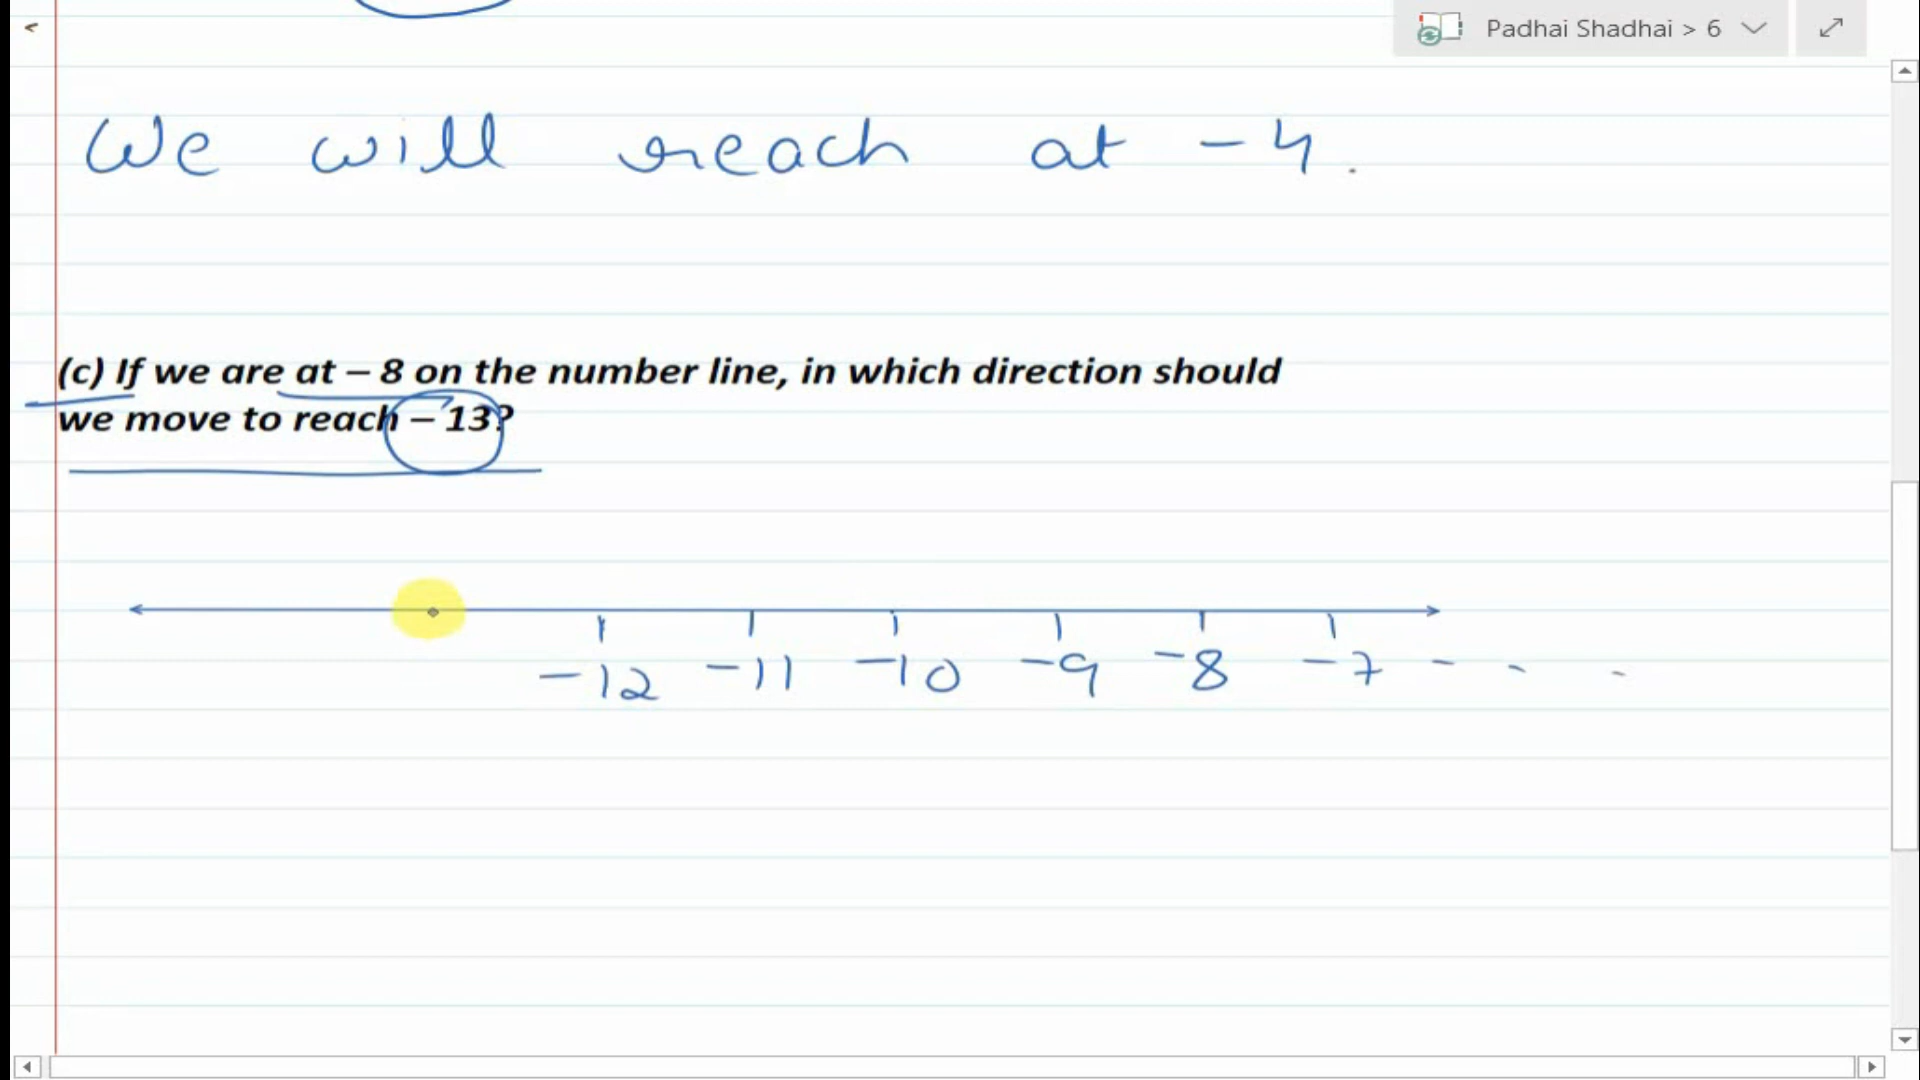 Padhai Shadhai > 6
We will reach at -4.
(c) If we are at – 8 on the number line, in which direction should
we move to reach – 13?
-12 -11 -10 -9 -8 -7 - - -